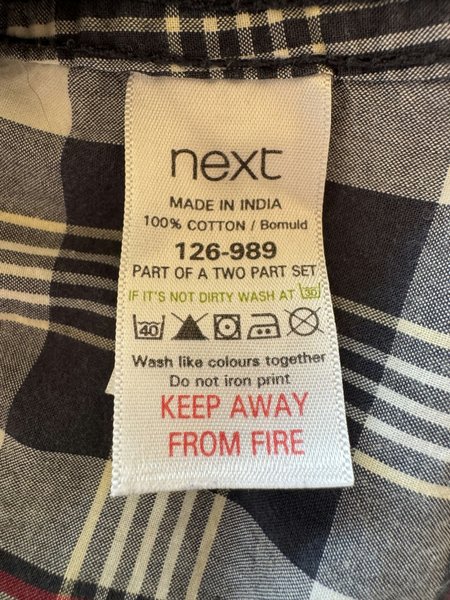 next
MADE IN INDIA
100% COTTON / Bomuld
126-989
PART OF A TWO PART SET
IF IT'S NOT DIRTY WASH AT 30
40
Wash like colours together
Do not iron print
KEEP AWAY
FROM FIRE